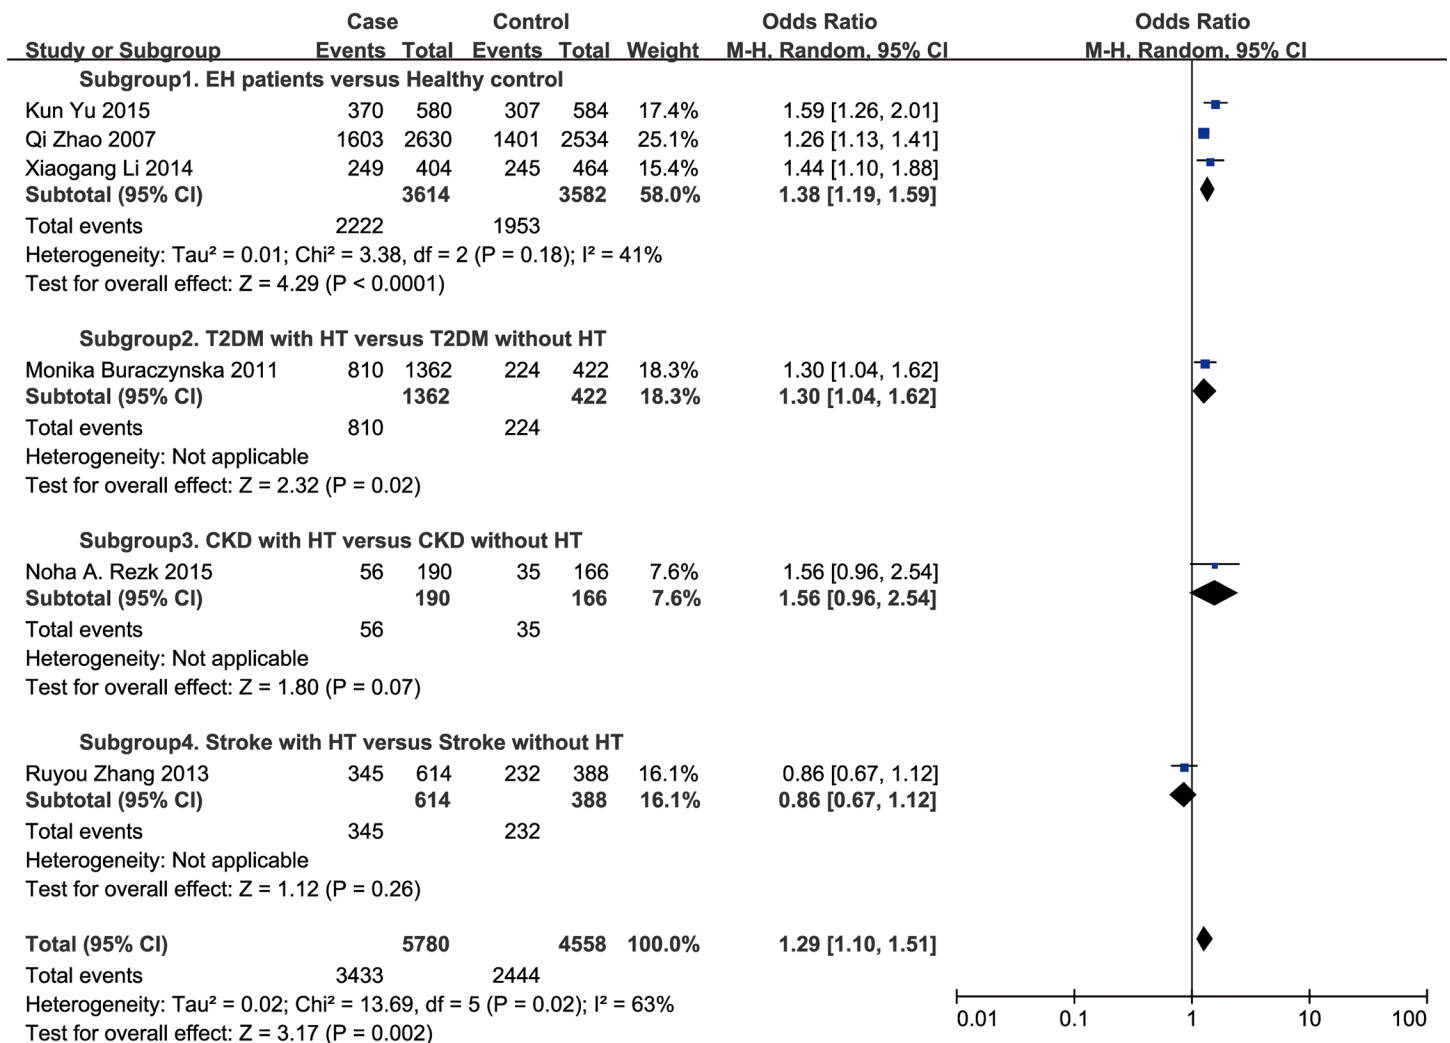 Case Control Odds Ratio Odds Ratio
Study or Subgroup Events Total Events Total Weight M-H, Random, 95% CI M-H, Random, 95% CI
Subgroup1. EH patients versus Healthy control
Kun Yu 2015 370 580 307 584 17.4% 1.59 [1.26, 2.01]
Qi Zhao 2007 1603 2630 1401 2534 25.1% 1.26 [1.13, 1.41]
Xiaogang Li 2014 249 404 245 464 15.4% 1.44 [1.10, 1.88]
Subtotal (95% CI) 3614 3582 58.0% 1.38 [1.19, 1.59]
Total events 2222 1953
Heterogeneity: Tau² = 0.01; Chi² = 3.38, df = 2 (P = 0.18); I² = 41%
Test for overall effect: Z = 4.29 (P < 0.0001)
Subgroup2. T2DM with HT versus T2DM without HT
Monika Buraczynska 2011 810 1362 224 422 18.3% 1.30 [1.04, 1.62]
Subtotal (95% CI) 1362 422 18.3% 1.30 [1.04, 1.62]
Total events 810 224
Heterogeneity: Not applicable
Test for overall effect: Z = 2.32 (P = 0.02)
Subgroup3. CKD with HT versus CKD without HT
Noha A. Rezk 2015 56 190 35 166 7.6% 1.56 [0.96, 2.54]
Subtotal (95% CI) 190 166 7.6% 1.56 [0.96, 2.54]
Total events 56 35
Heterogeneity: Not applicable
Test for overall effect: Z = 1.80 (P = 0.07)
Subgroup4. Stroke with HT versus Stroke without HT
Ruyou Zhang 2013 345 614 232 388 16.1% 0.86 [0.67, 1.12]
Subtotal (95% CI) 614 388 16.1% 0.86 [0.67, 1.12]
Total events 345 232
Heterogeneity: Not applicable
Test for overall effect: Z = 1.12 (P = 0.26)
Total (95% CI) 5780 4558 100.0% 1.29 [1.10, 1.51]
Total events 3433 2444
Heterogeneity: Tau² = 0.02; Chi² = 13.69, df = 5 (P = 0.02); I² = 63%
Test for overall effect: Z = 3.17 (P = 0.002)
0.01 0.1 1 10 100